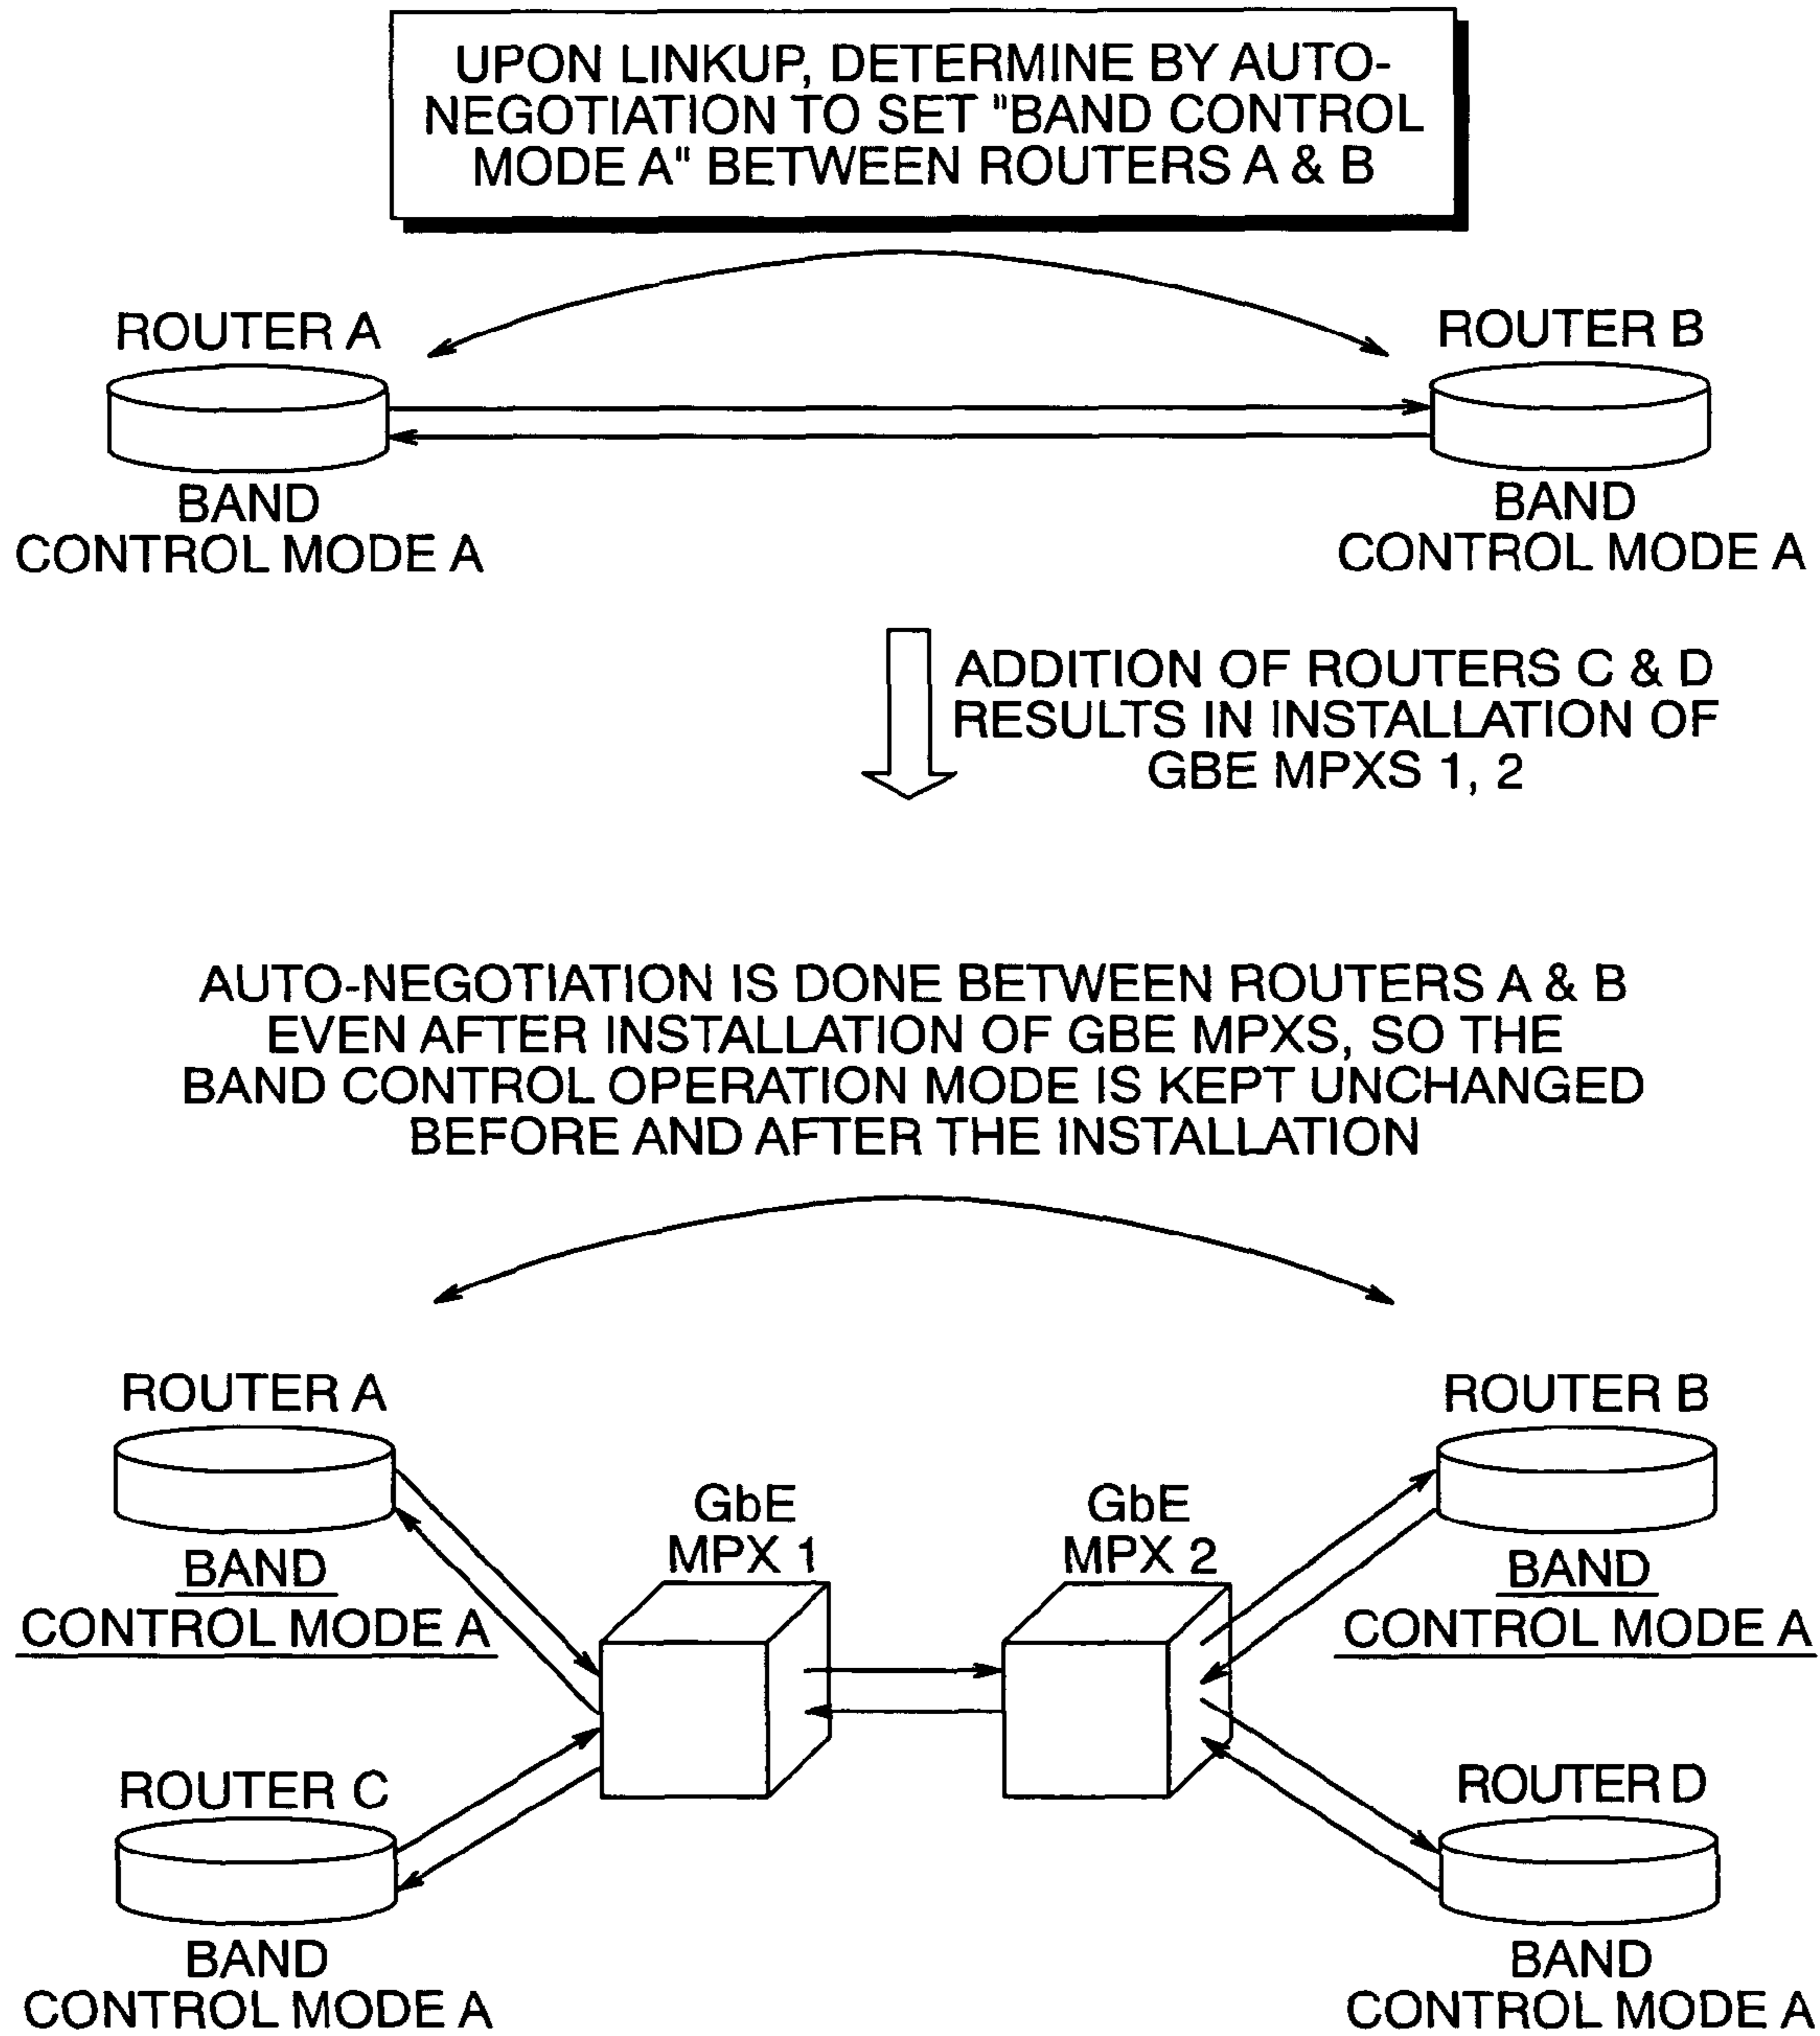 UPON LINKUP, DETERMINE BY AUTO-
NEGOTIATION TO SET "BAND CONTROL
MODE A" BETWEEN ROUTERS A & B
ROUTER A
ROUTER B
BAND
CONTROL MODE A
BAND
CONTROL MODE A
ADDITION OF ROUTERS C & D
RESULTS IN INSTALLATION OF
GBE MPXS 1, 2
AUTO-NEGOTIATION IS DONE BETWEEN ROUTERS A & B
EVEN AFTER INSTALLATION OF GBE MPXS, SO THE
BAND CONTROL OPERATION MODE IS KEPT UNCHANGED
BEFORE AND AFTER THE INSTALLATION
ROUTER A
ROUTER B
GbE
MPX 1
GbE
MPX 2
BAND
CONTROL MODE A
BAND
CONTROL MODE A
ROUTER C
ROUTER D
BAND
CONTROL MODE A
BAND
CONTROL MODE A